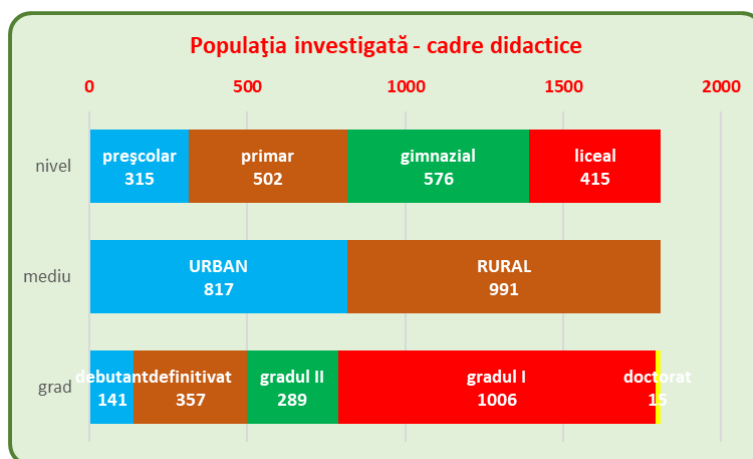 Populaţia investigată - cadre didactice
0 500 1000 1500 2000
nivel
preşcolar primar gimnazial liceal
315 502 576 415
mediu
URBAN RURAL
817 991
grad
debutant definitivat gradul II gradul I doctorat
141 357 289 1006 15